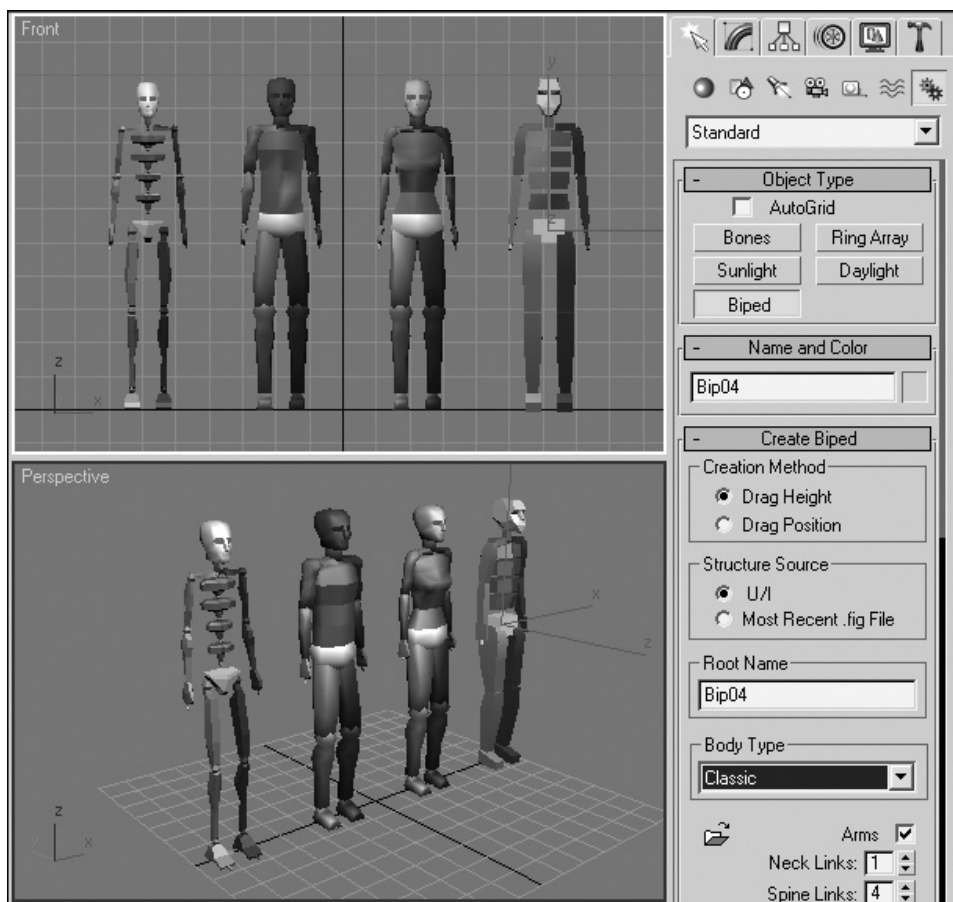 Front
y
z
z
x
Perspective
x
z
z
y
x
Standard
- Object Type
AutoGrid
Bones
Ring Array
Sunlight
Daylight
Biped
- Name and Color
Bip04
- Create Biped
Creation Method
Drag Height
Drag Position
Structure Source
U/I
Most Recent .fig File
Root Name
Bip04
Body Type
Classic
Arms
Neck Links: 1
Spine Links: 4